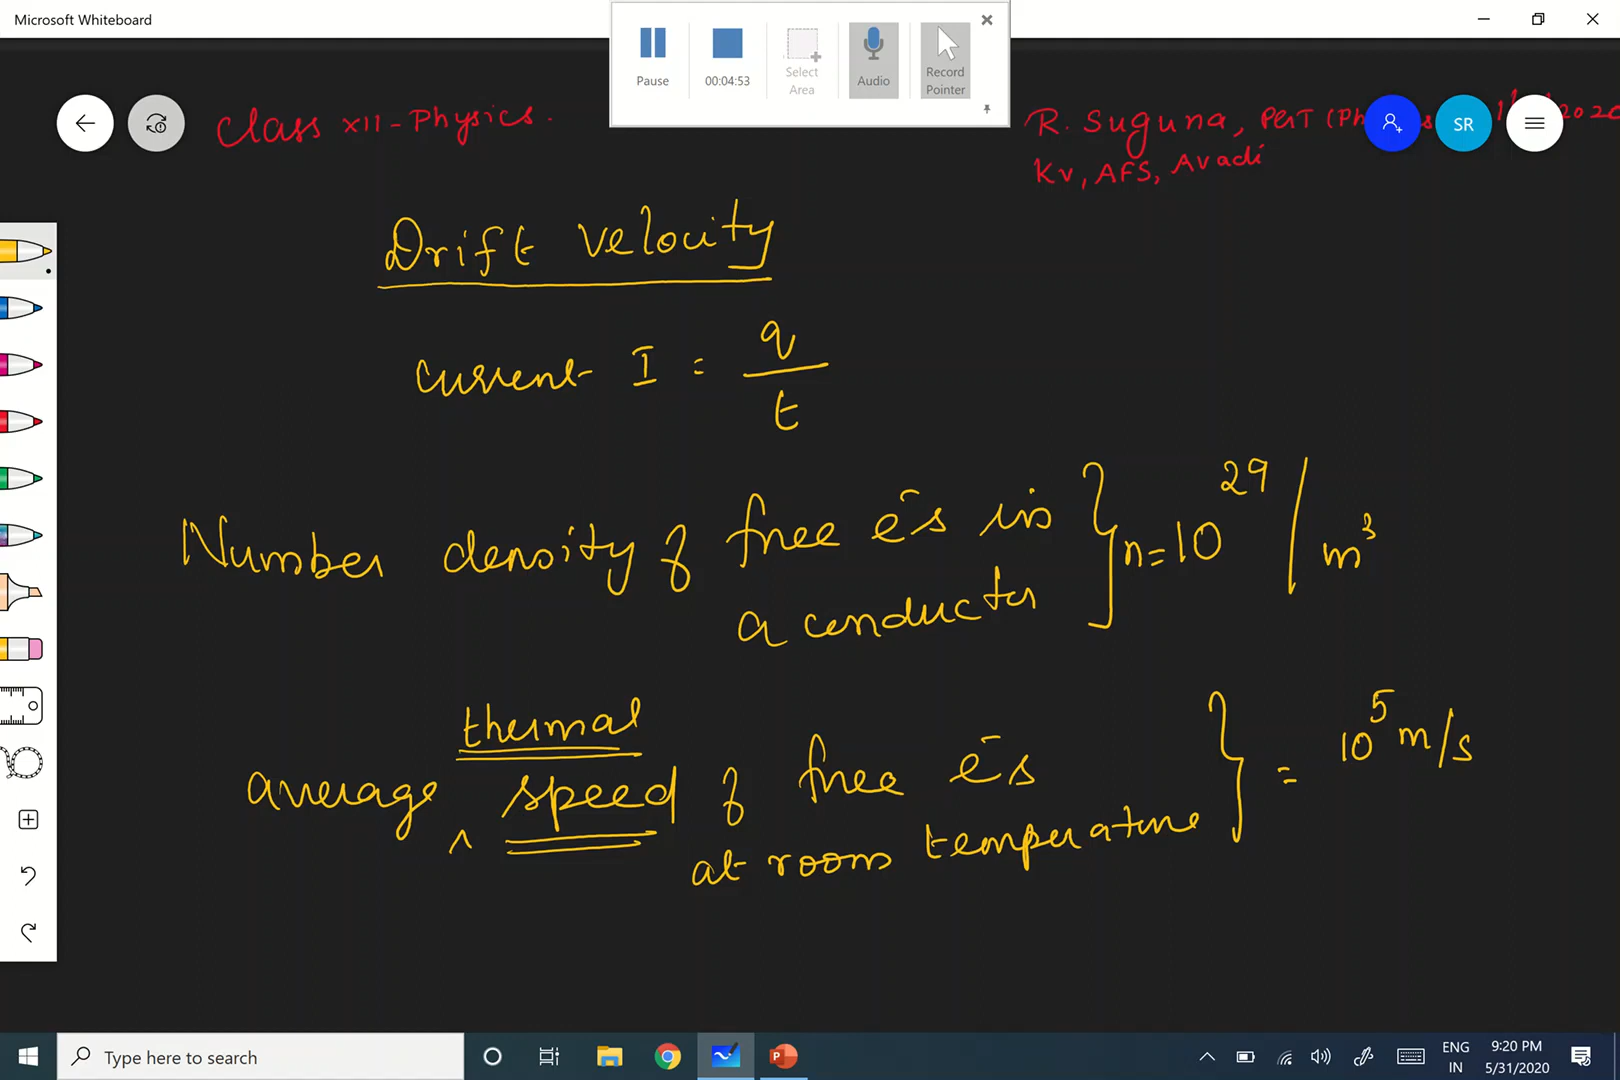 Microsoft Whiteboard
Pause
00:04:53
Select
Area
Audio
Record
Pointer
Class XII - Physics.
R. Suguna, PGT (Ph s 2020
KV, AFS, Avadi
SR
Drift velocity
current I = q
t
Number density of free e⁻s in
a conductor
n = 10²⁹ / m³
thermal
average ^ speed of free e⁻s
at room temperature
= 10⁵ m/s
Type here to search
ENG
IN
9:20 PM
5/31/2020